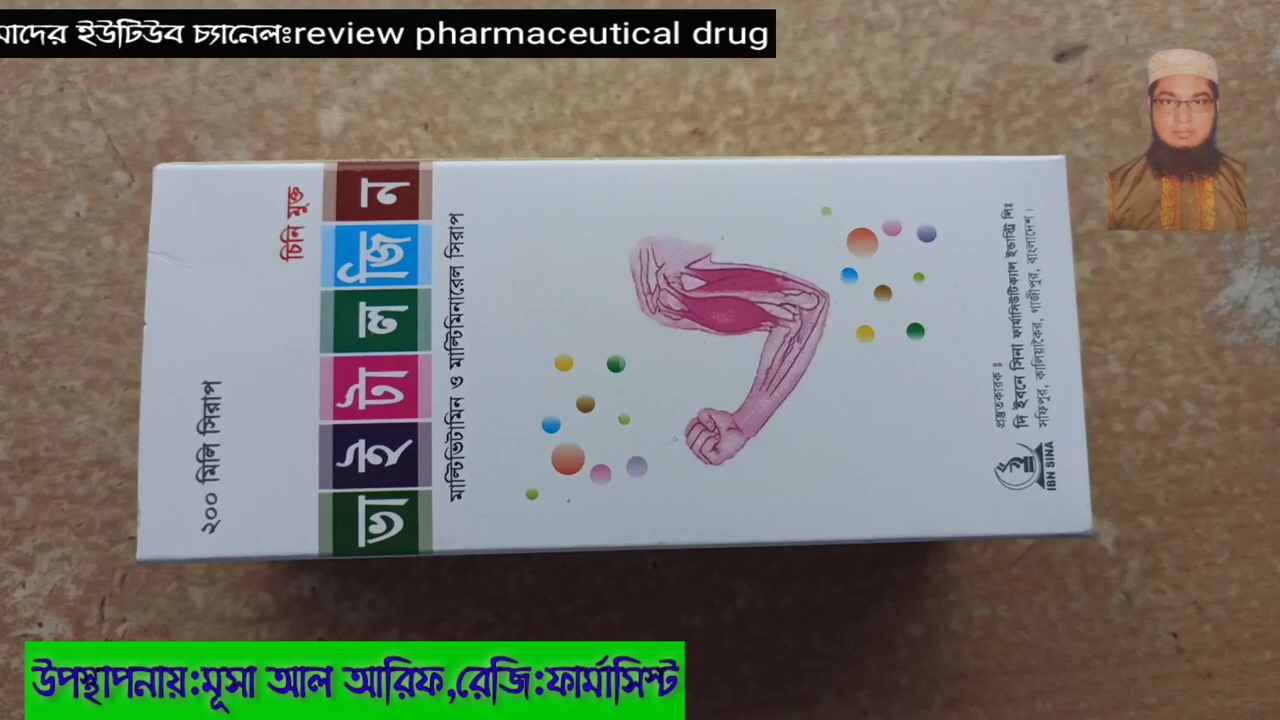 মাদের ইউটিউব চ্যানেলঃreview pharmaceutical drug
২০০ মিলি সিরাপ
চিনি মুক্ত
ভাইটালজিন
মাল্টিভিটামিন ও মাল্টিমিনারেল সিরাপ
প্রস্তুতকারক :
দি ইবনে সিনা ফার্মাসিউটিক্যাল ইন্ডাস্ট্রি লিঃ
সফিপুর, কালিয়াকৈর, গাজীপুর, বাংলাদেশ।
IBN SINA
উপস্থাপনায়:মূসা আল আরিফ,রেজি:ফার্মাসিস্ট